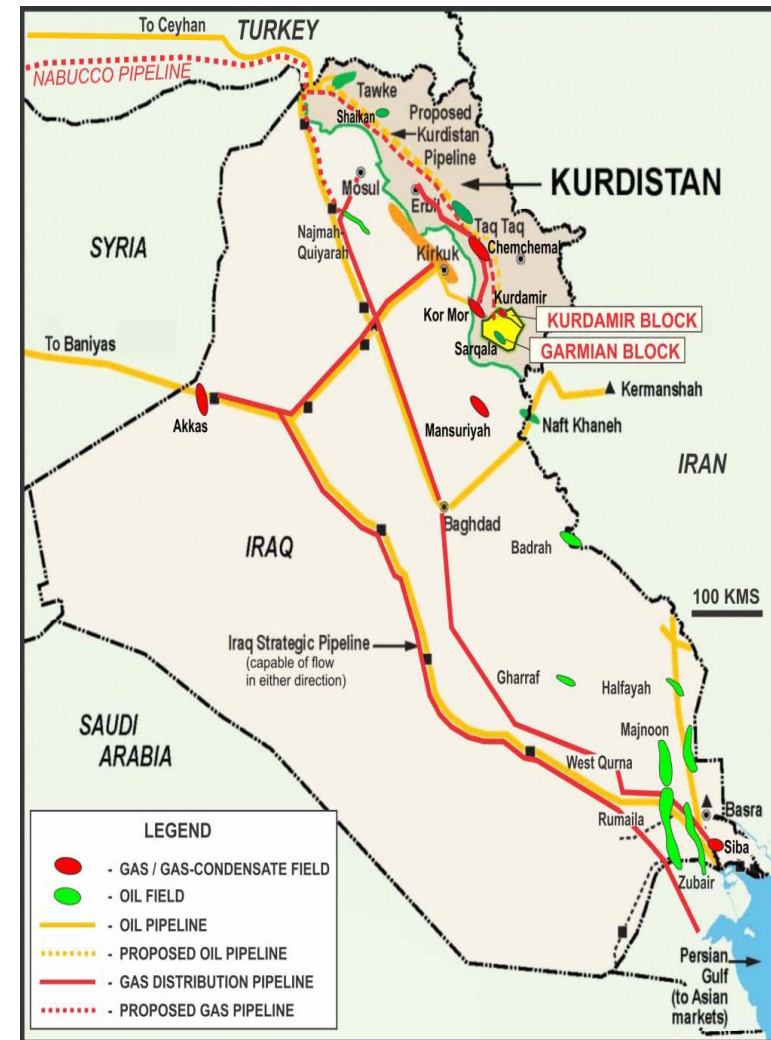 To Ceyhan
TURKEY
NABUCCO PIPELINE
Tawke
Shaikan
Proposed
Kurdistan
Pipeline
KURDISTAN
Mosul
Erbil
Najmah-
Quiyarah
Taq Taq
Chemchemal
SYRIA
Kirkuk
Kor Mor
Kurdamir
KURDAMIR BLOCK
Sarqala
GARMIAN BLOCK
To Baniyas
Kermanshah
Akkas
Mansuriyah
Naft Khaneh
IRAN
Baghdad
IRAQ
Badrah
100 KMS
Iraq Strategic Pipeline
(capable of flow
in either direction)
Gharraf
Halfayah
SAUDI
ARABIA
Majnoon
West Qurna
Rumaila
Basra
Siba
Zubair
Persian
Gulf
(to Asian
markets)
LEGEND
- GAS / GAS-CONDENSATE FIELD
- OIL FIELD
- OIL PIPELINE
- PROPOSED OIL PIPELINE
- GAS DISTRIBUTION PIPELINE
- PROPOSED GAS PIPELINE